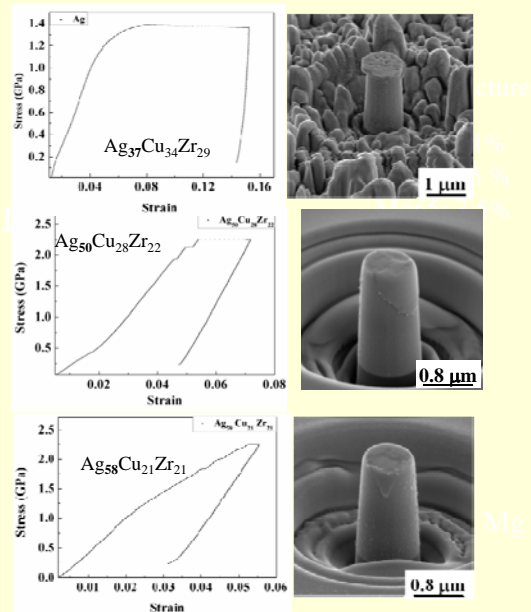 Ag
Stress (GPa)
1.4
1.2
1.0
0.8
0.6
0.4
0.2
Ag37Cu34Zr29
0.04 0.08 0.12 0.16
Strain
1 μm
Ag50Cu28Zr22
Stress (GPa)
2.5
2.0
1.5
1.0
0.5
Ag50Cu28Zr22
0.02 0.04 0.06 0.08
Strain
0.8 μm
Stress (GPa)
2.5
2.0
1.5
1.0
0.5
0.0
Ag58Cu21Zr21
0.01 0.02 0.03 0.04 0.05 0.06
Strain
Mg
0.8 μm